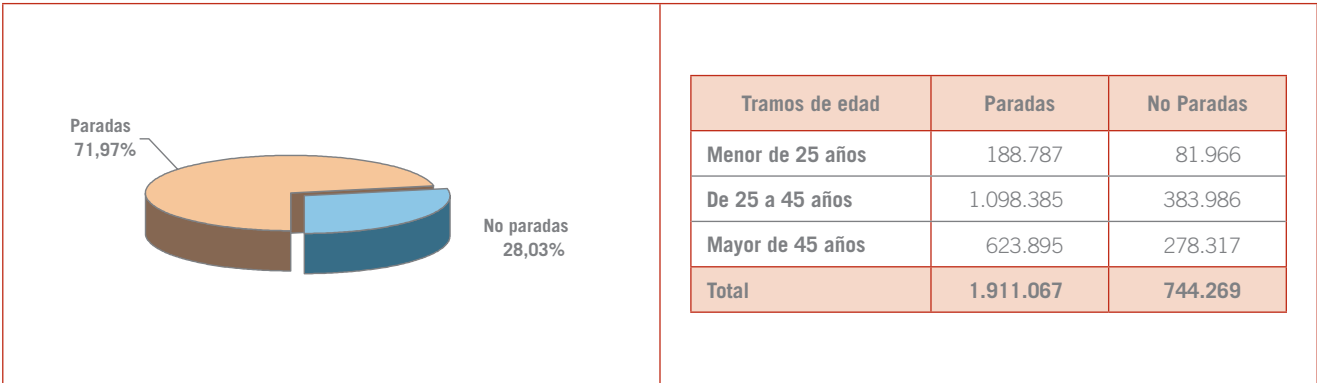 Paradas
71,97%
No paradas
28,03%
Tramos de edad Paradas No Paradas
Menor de 25 años 188.787 81.966
De 25 a 45 años 1.098.385 383.986
Mayor de 45 años 623.895 278.317
Total 1.911.067 744.269